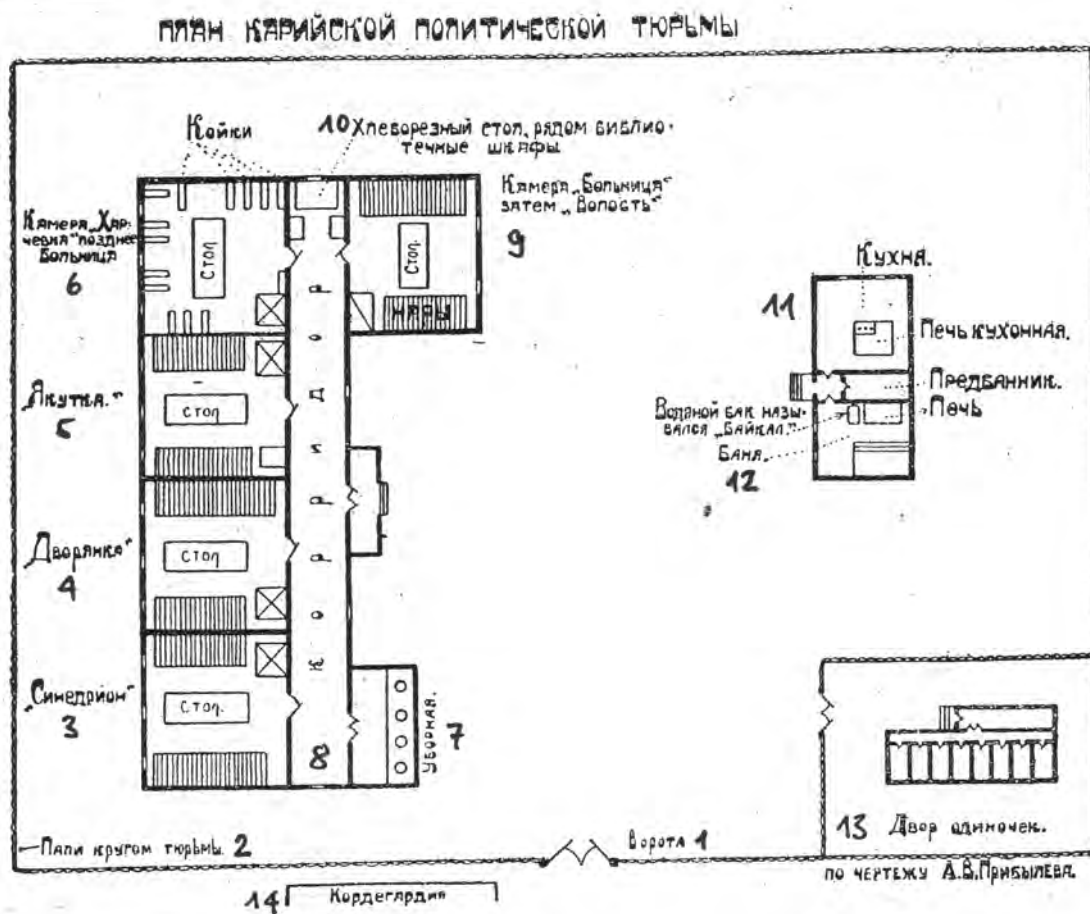 ПЛАН КАРИЙСКОЙ ПОЛИТИЧЕСКОЙ ТЮРЬМЫ
Койки
10 Хлеборезный стол, рядом библио-
течные шкафы
Камера „Больница“
затем „Волость“
9
Камера „Хар-
чевня“ позднее
Больница
6
Стол
Стол
Нары
„Якутка“
5
Стол
„Дворянка“
4
Стол
„Синедрион“
3
Стол.
Коридор
8
Уборная.
7
Кухня.
11
Печь кухонная.
Предбанник.
Печь
Водяной бак назы-
вался „Байкал“
Баня.
12
13 Двор одиночек.
Пали кругом тюрьмы 2
Ворота 1
по чертежу А.В.Прибылева.
14 Кордегардия